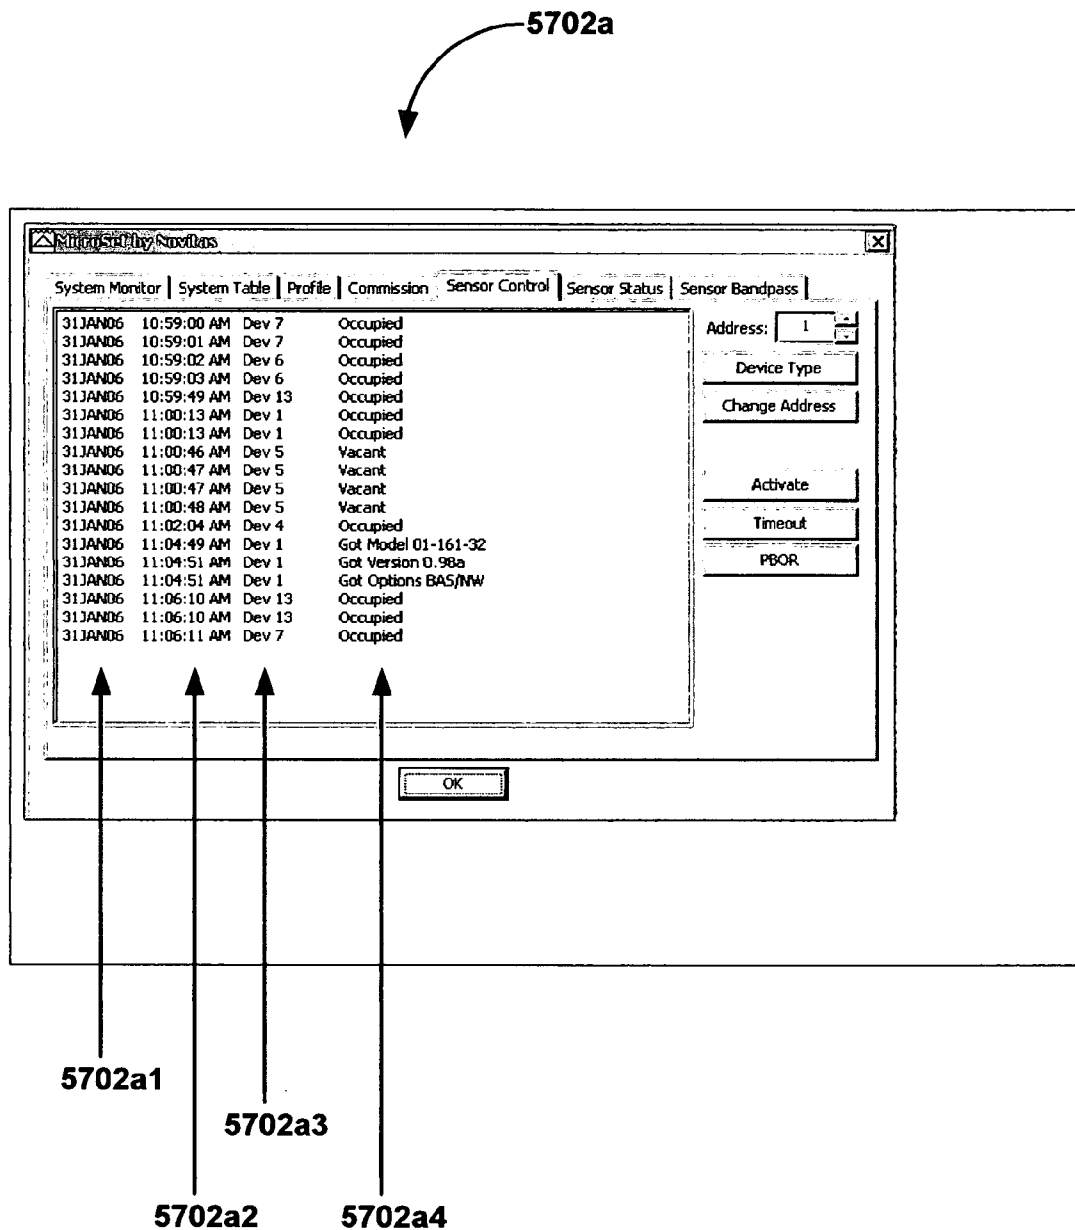 5702a
MicroSet by Novitas
System Monitor System Table Profile Commission Sensor Control Sensor Status Sensor Bandpass
31JAN06 10:59:00 AM Dev 7 Occupied
31JAN06 10:59:01 AM Dev 7 Occupied
31JAN06 10:59:02 AM Dev 6 Occupied
31JAN06 10:59:03 AM Dev 6 Occupied
31JAN06 10:59:49 AM Dev 13 Occupied
31JAN06 11:00:13 AM Dev 1 Occupied
31JAN06 11:00:13 AM Dev 1 Occupied
31JAN06 11:00:46 AM Dev 5 Vacant
31JAN06 11:00:47 AM Dev 5 Vacant
31JAN06 11:00:47 AM Dev 5 Vacant
31JAN06 11:00:48 AM Dev 5 Vacant
31JAN06 11:02:04 AM Dev 4 Occupied
31JAN06 11:04:49 AM Dev 1 Got Model 01-161-32
31JAN06 11:04:51 AM Dev 1 Got Version 0.98a
31JAN06 11:04:51 AM Dev 1 Got Options BAS/NW
31JAN06 11:06:10 AM Dev 13 Occupied
31JAN06 11:06:10 AM Dev 13 Occupied
31JAN06 11:06:11 AM Dev 7 Occupied
Address: 1
Device Type
Change Address
Activate
Timeout
PBOR
OK
5702a1
5702a3
5702a2 5702a4